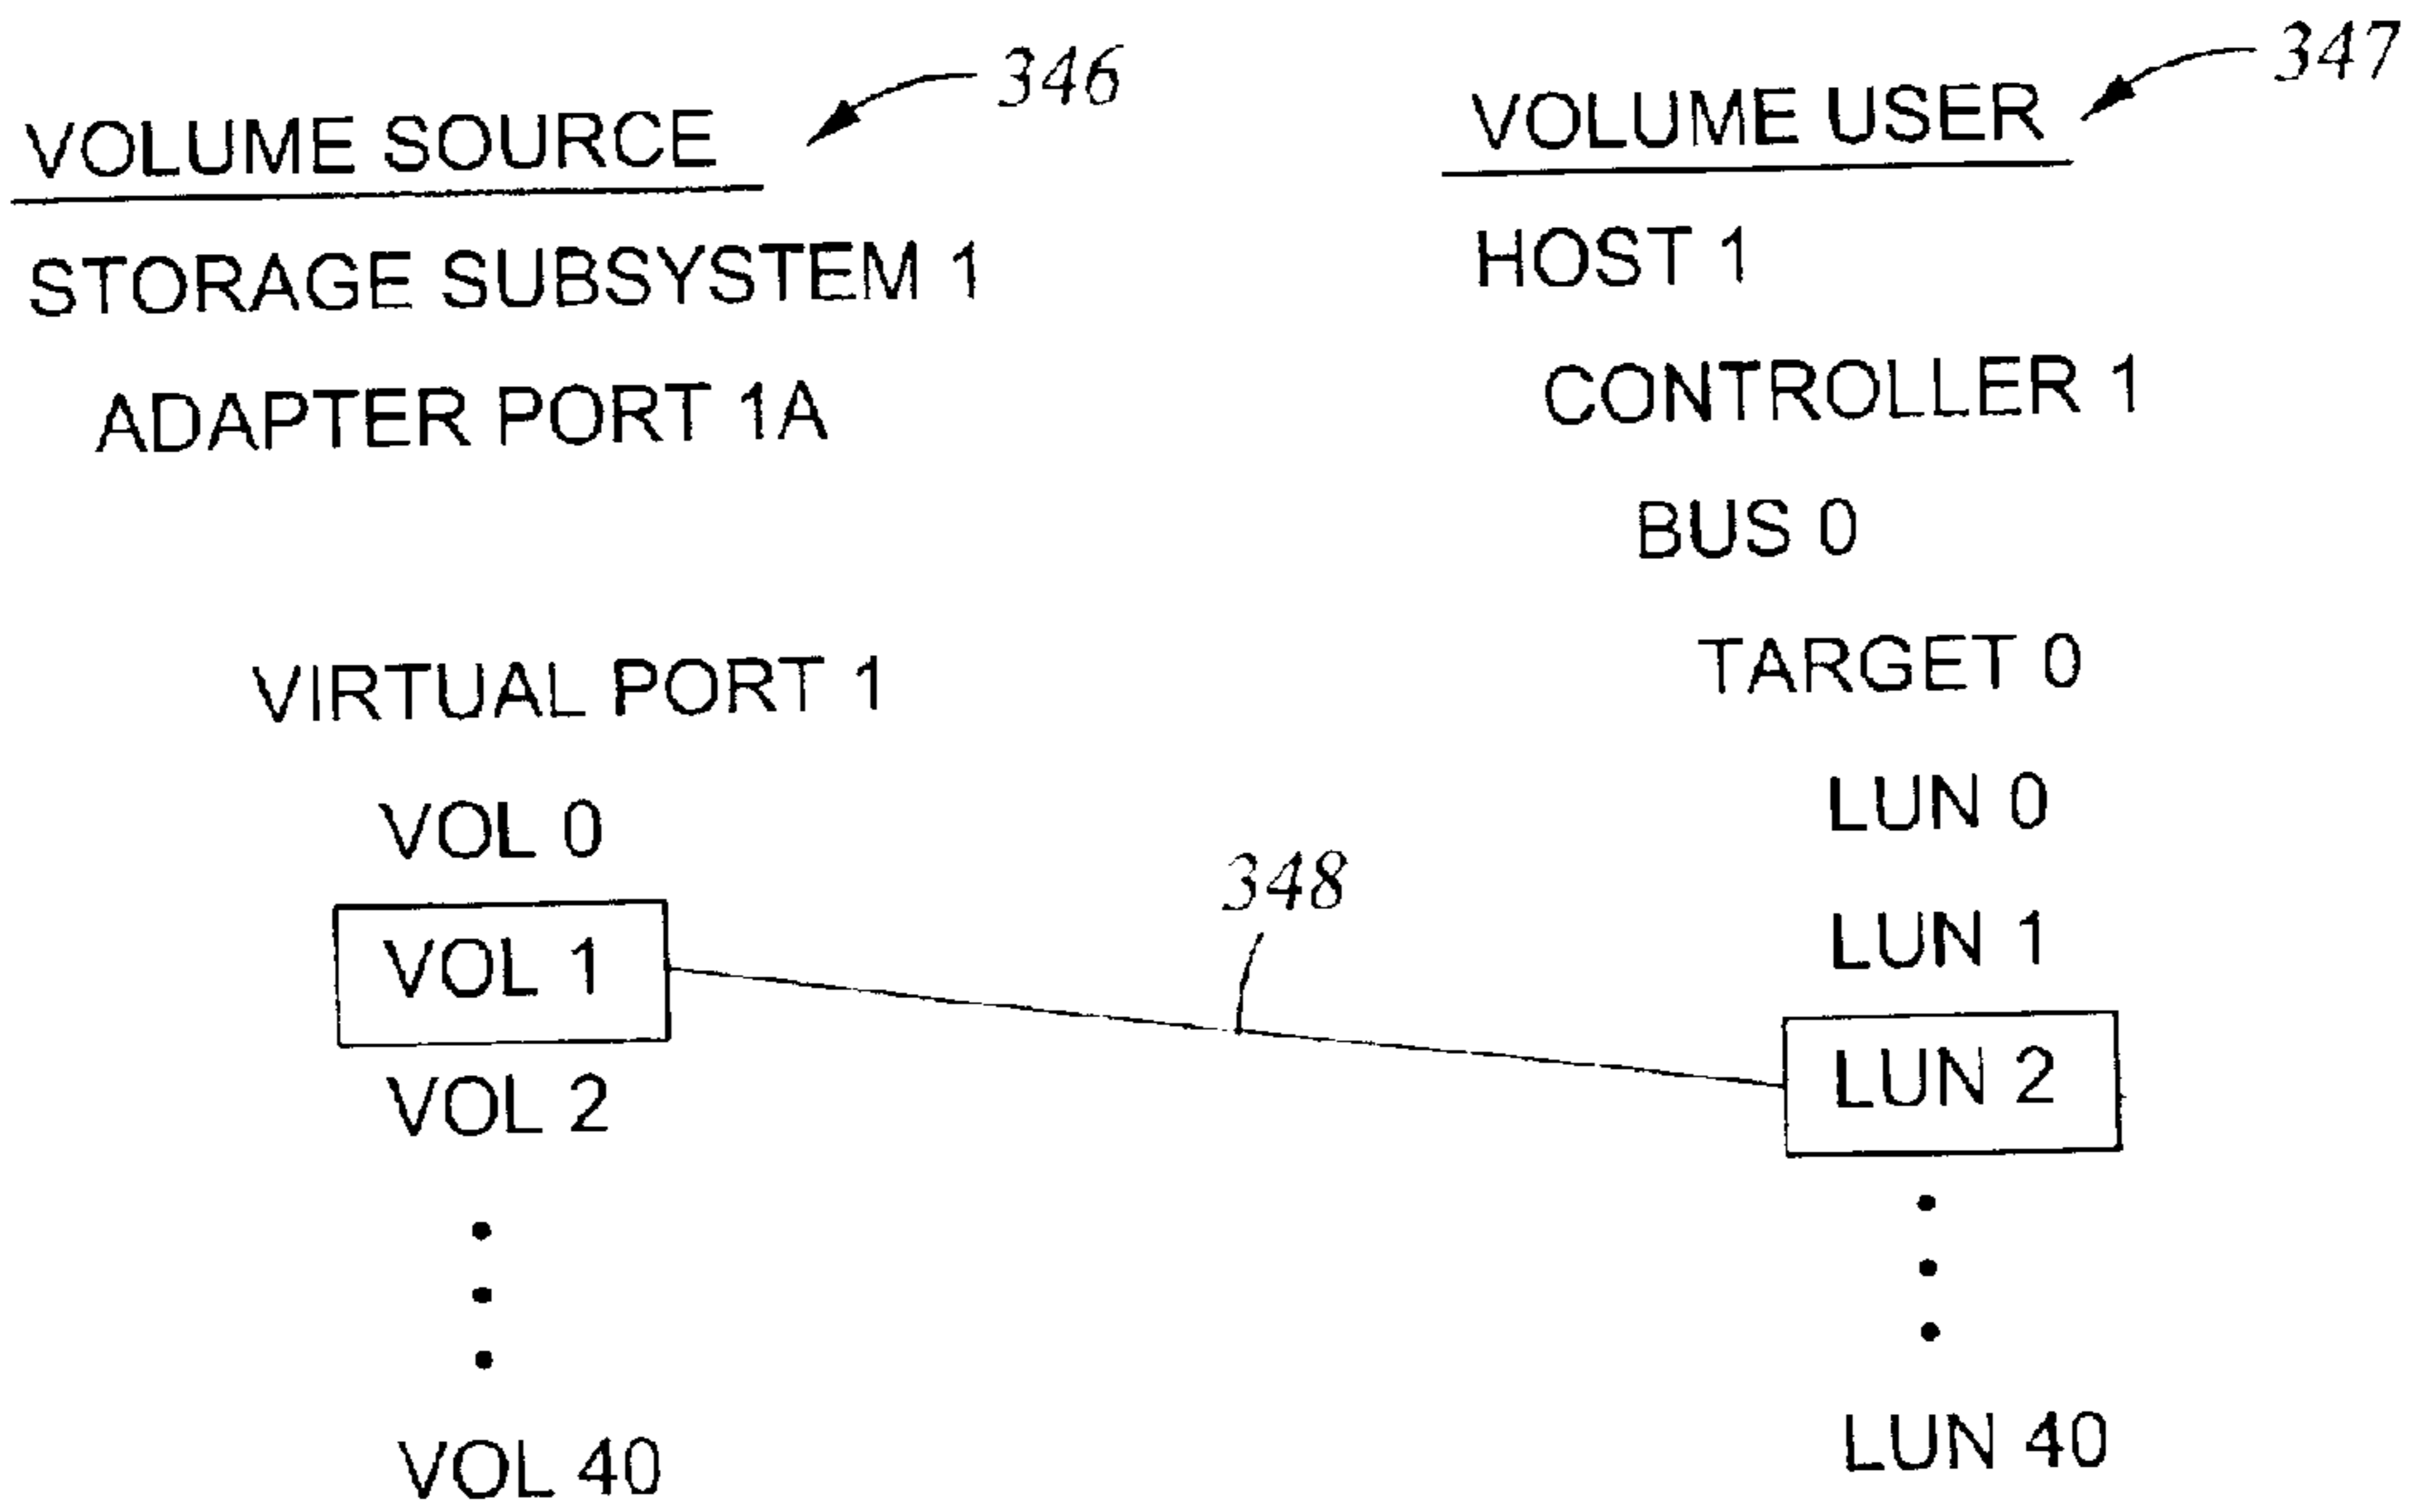 346
VOLUME SOURCE
STORAGE SUBSYSTEM 1
ADAPTER PORT 1A
VIRTUAL PORT 1
VOL 0
VOL 1
VOL 2
VOL 40
348
347
VOLUME USER
HOST 1
CONTROLLER 1
BUS 0
TARGET 0
LUN 0
LUN 1
LUN 2
LUN 40